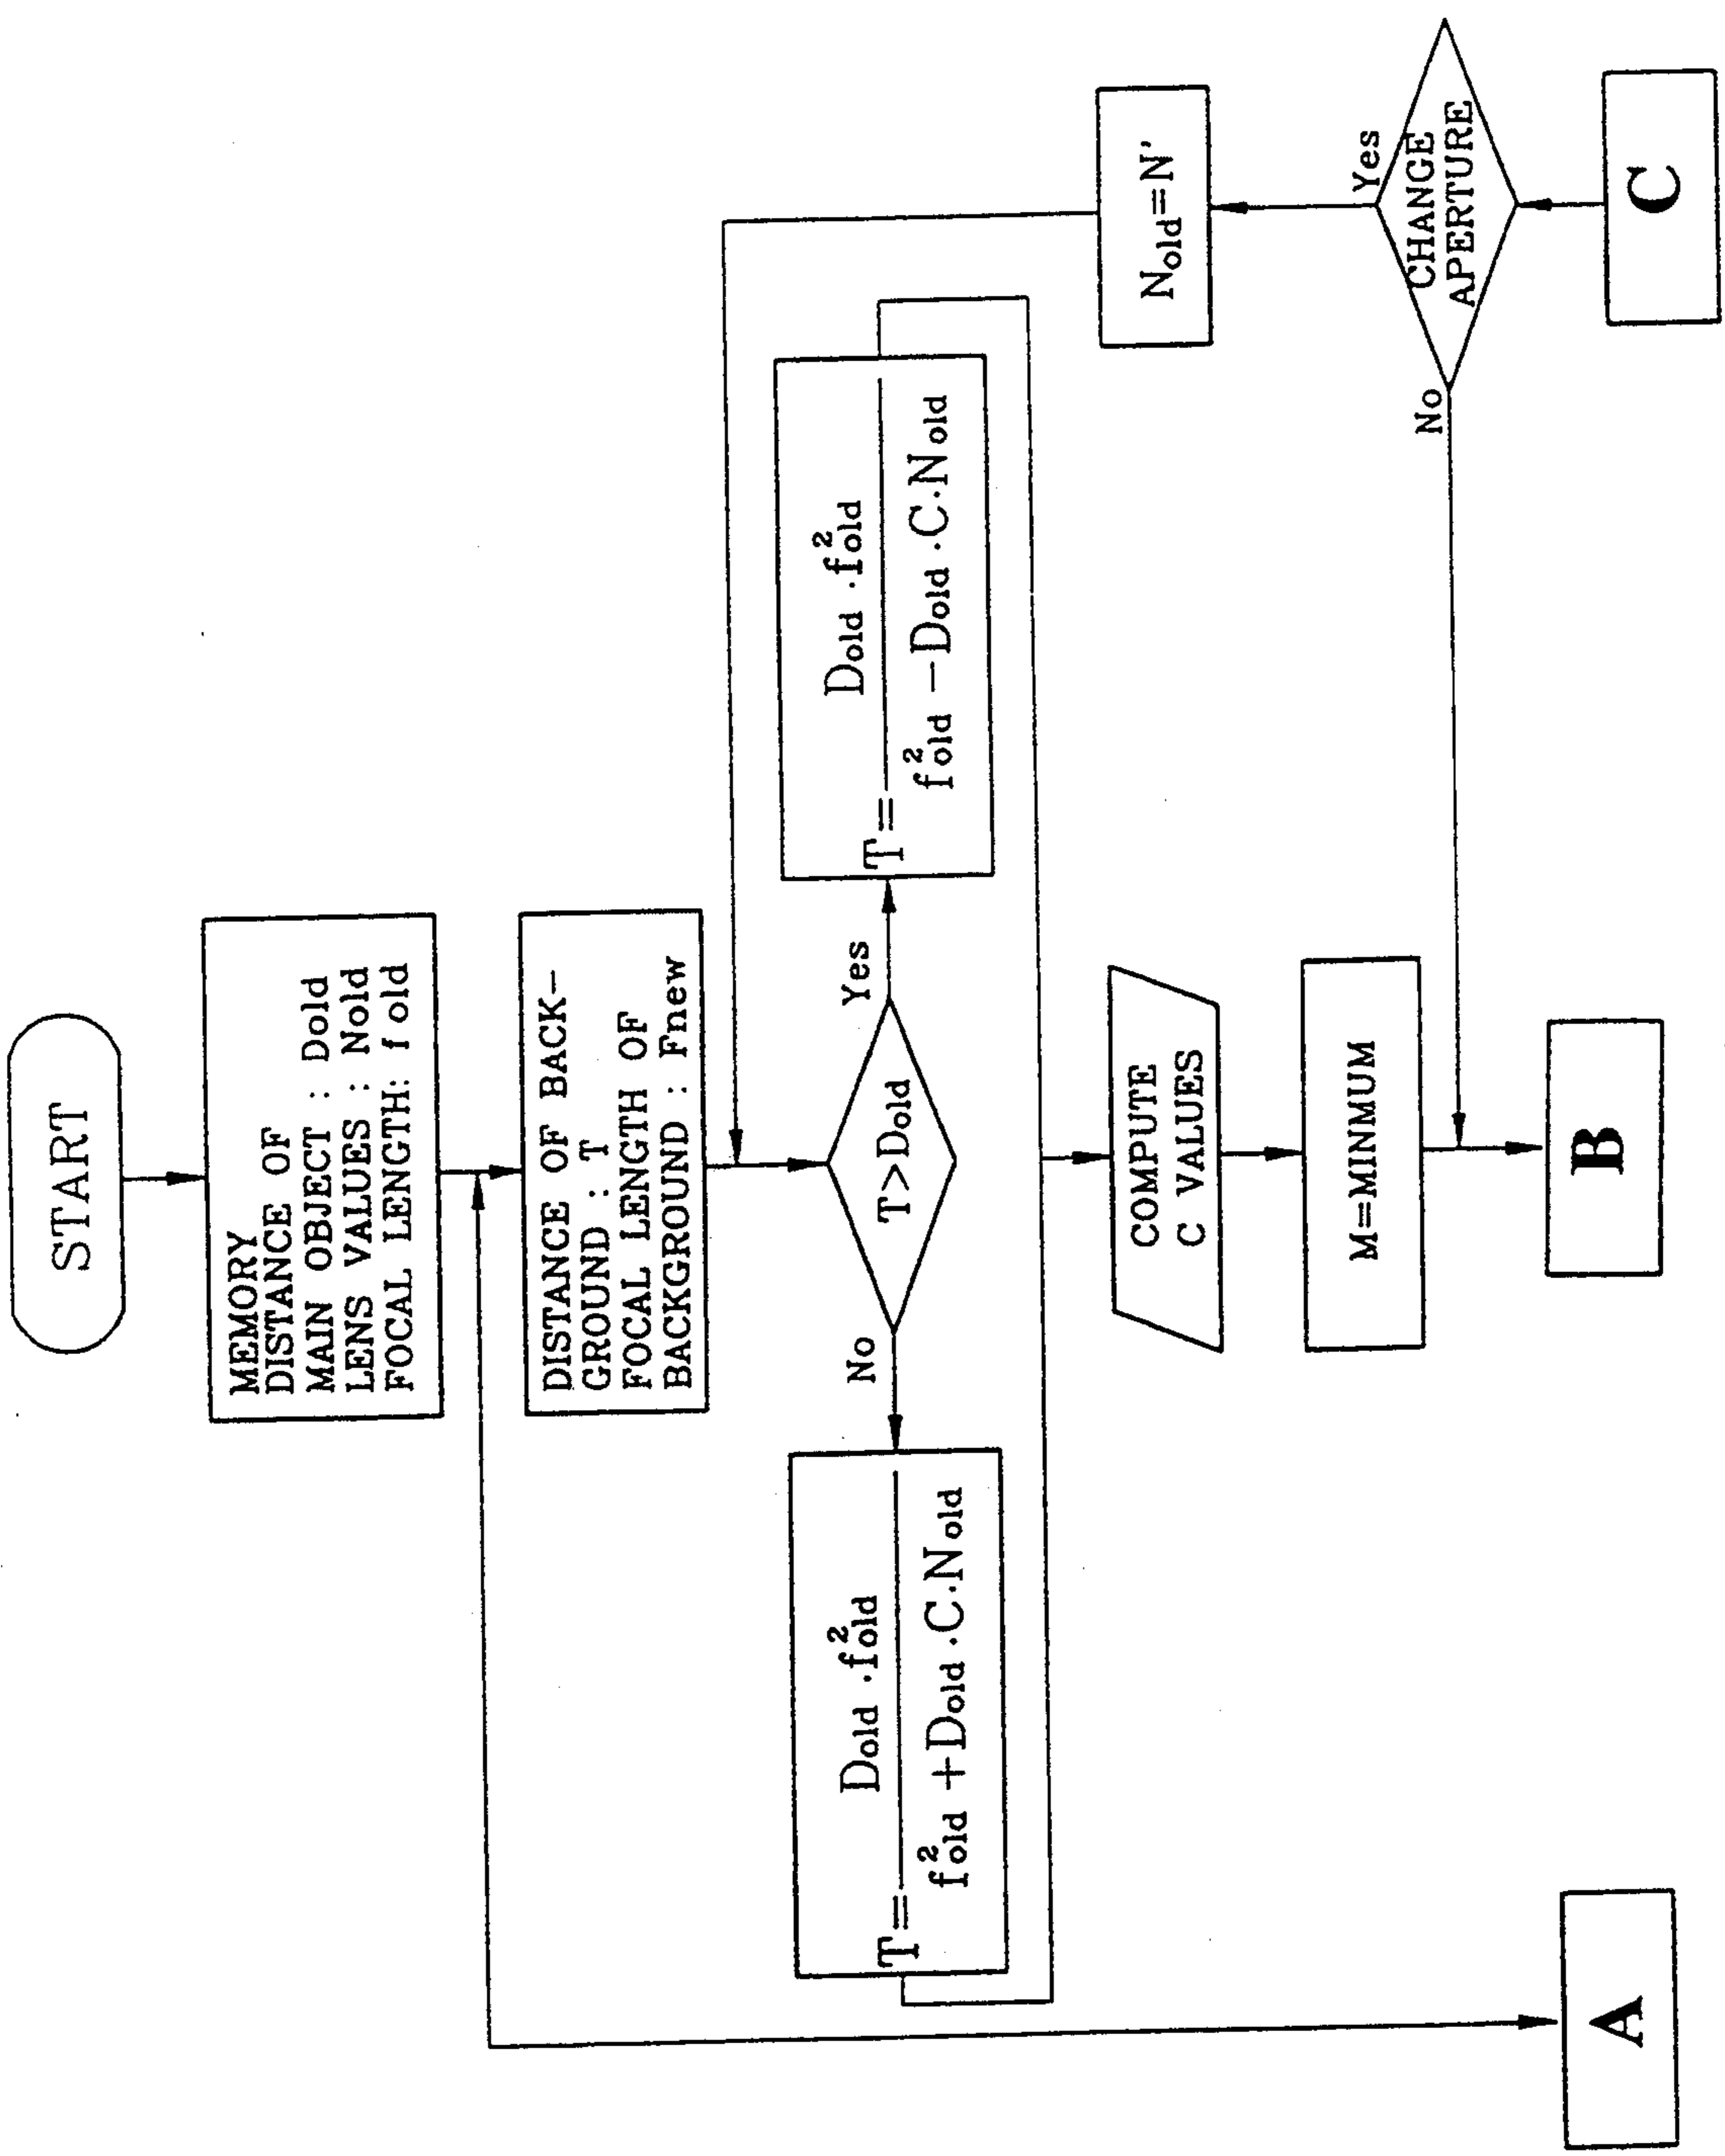 START
MEMORY
DISTANCE OF
MAIN OBJECT : Dold
LENS VALUES : Nold
FOCAL LENGTH: f old
DISTANCE OF BACK-
GROUND : T
FOCAL LENGTH OF
BACKGROUND : Fnew
T>Dold
No
Yes
T= Dold ·f²old
f²old +Dold ·C·Nold
T= Dold ·f²old
f²old −Dold ·C·Nold
COMPUTE
C VALUES
M=MINMUM
Nold=N'
Yes
CHANGE
APERTURE
No
A
B
C